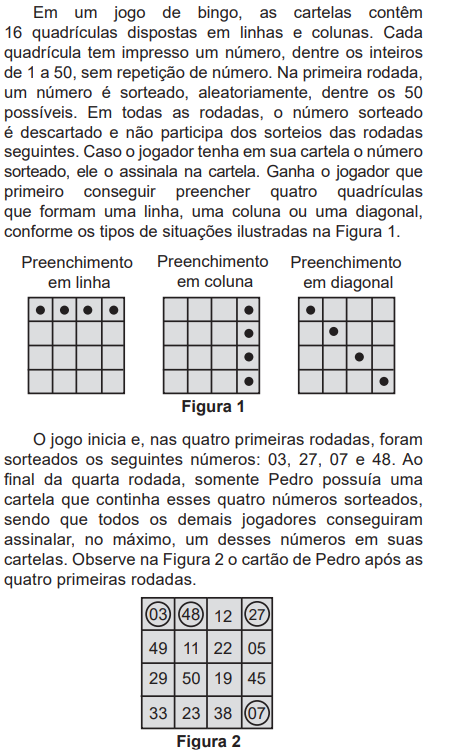 Em um jogo de bingo, as cartelas contêm
16 quadrículas dispostas em linhas e colunas. Cada
quadrícula tem impresso um número, dentre os inteiros
de 1 a 50, sem repetição de número. Na primeira rodada,
um número é sorteado, aleatoriamente, dentre os 50
possíveis. Em todas as rodadas, o número sorteado
é descartado e não participa dos sorteios das rodadas
seguintes. Caso o jogador tenha em sua cartela o número
sorteado, ele o assinala na cartela. Ganha o jogador que
primeiro conseguir preencher quatro quadrículas
que formam uma linha, uma coluna ou uma diagonal,
conforme os tipos de situações ilustradas na Figura 1.
Preenchimento em linha
Preenchimento em coluna
Preenchimento em diagonal
Figura 1
O jogo inicia e, nas quatro primeiras rodadas, foram
sorteados os seguintes números: 03, 27, 07 e 48. Ao
final da quarta rodada, somente Pedro possuía uma
cartela que continha esses quatro números sorteados,
sendo que todos os demais jogadores conseguiram
assinalar, no máximo, um desses números em suas
cartelas. Observe na Figura 2 o cartão de Pedro após as
quatro primeiras rodadas.
03 48 12 27
49 11 22 05
29 50 19 45
33 23 38 07
Figura 2